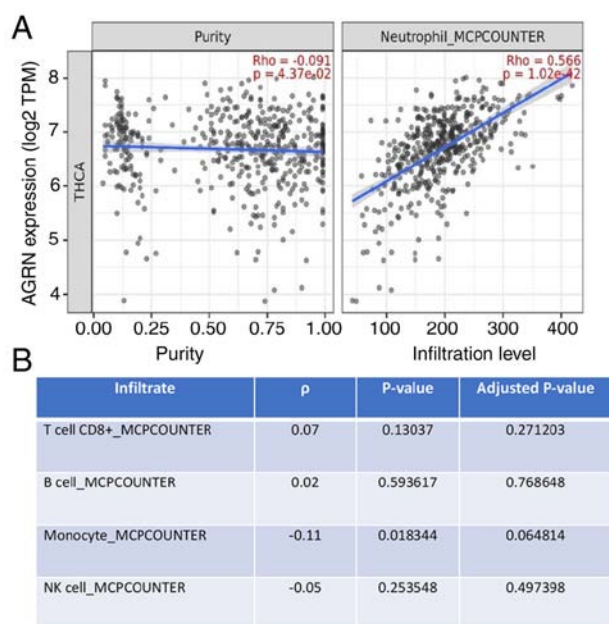 A
Purity
Neutrophil_MCPCOUNTER
Rho = -0.091
p = 4.37e-02
Rho = 0.566
p = 1.02e-42
AGRN expression (log2 TPM)
THCA
8
7
6
5
4
0.00 0.25 0.50 0.75 1.00
100 200 300 400
Purity
Infiltration level
B
Infiltrate ρ P-value Adjusted P-value
T cell CD8+_MCPCOUNTER 0.07 0.13037 0.271203
B cell_MCPCOUNTER 0.02 0.593617 0.768648
Monocyte_MCPCOUNTER -0.11 0.018344 0.064814
NK cell_MCPCOUNTER -0.05 0.253548 0.497398